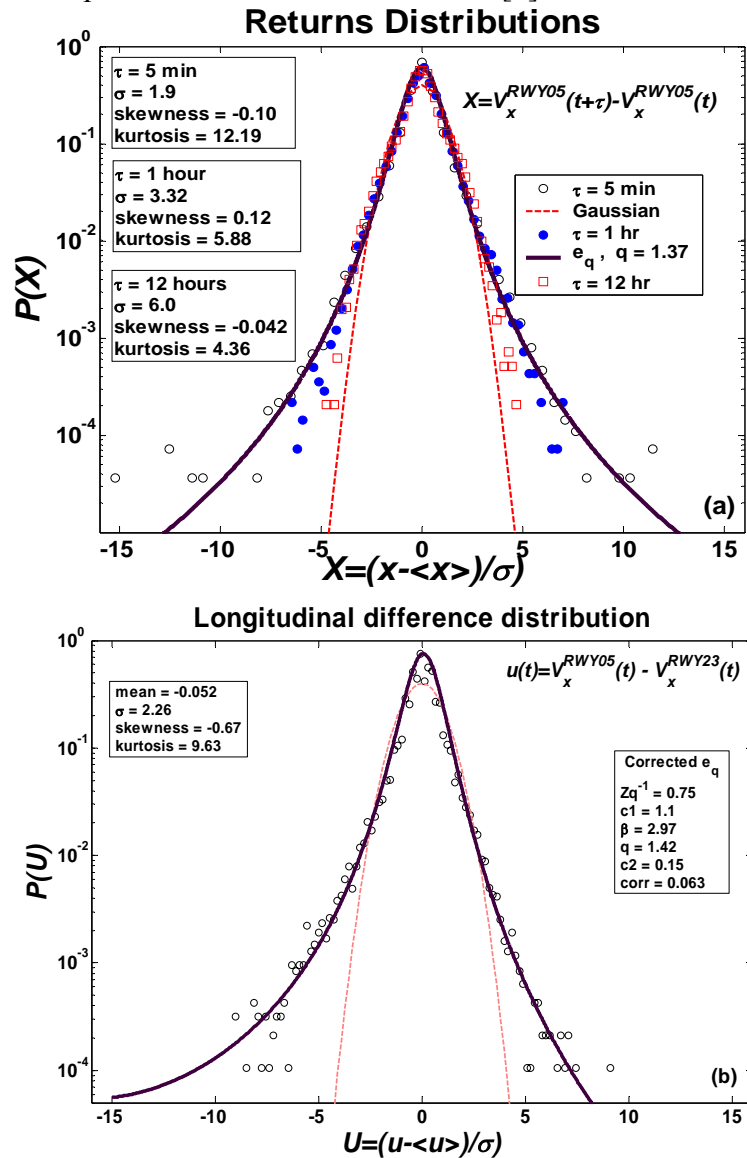 Returns Distributions
τ = 5 min
σ = 1.9
skewness = -0.10
kurtosis = 12.19
τ = 1 hour
σ = 3.32
skewness = 0.12
kurtosis = 5.88
τ = 12 hours
σ = 6.0
skewness = -0.042
kurtosis = 4.36
X=V_x^{RWY05}(t+τ)-V_x^{RWY05}(t)
τ = 5 min
Gaussian
τ = 1 hr
e_q , q = 1.37
τ = 12 hr
10^0
10^{-1}
10^{-2}
10^{-3}
10^{-4}
P(X)
(a)
-15
-10
-5
0
5
10
15
X=(x-<x>)/σ)
Longitudinal difference distribution
mean = -0.052
σ = 2.26
skewness = -0.67
kurtosis = 9.63
u(t)=V_x^{RWY05}(t) - V_x^{RWY23}(t)
Corrected e_q
Zq^{-1} = 0.75
c1 = 1.1
β = 2.97
q = 1.42
c2 = 0.15
corr = 0.063
10^0
10^{-1}
10^{-2}
10^{-3}
10^{-4}
P(U)
(b)
-15
-10
-5
0
5
10
15
U=(u-<u>)/σ)